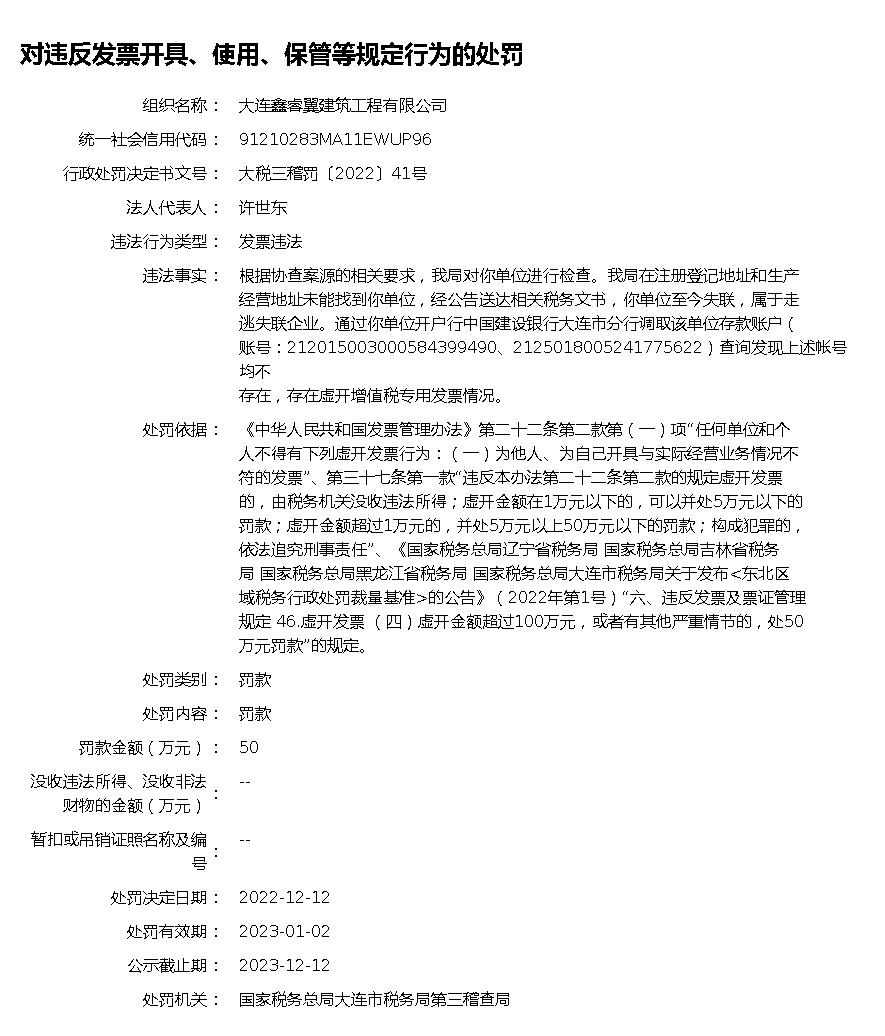 对违反发票开具、使用、保管等规定行为的处罚
组织名称： 大连鑫睿翼建筑工程有限公司
统一社会信用代码： 91210283MA11EWUP96
行政处罚决定书文号： 大税三稽罚〔2022〕41号
法人代表人： 许世东
违法行为类型： 发票违法
违法事实： 根据协查案源的相关要求，我局对你单位进行检查。我局在注册登记地址和生产
经营地址未能找到你单位，经公告送达相关税务文书，你单位至今失联，属于走
逃失联企业。通过你单位开户行中国建设银行大连市分行调取该单位存款账户（
账号：212015003000584399490、2125018005241775622）查询发现上述帐号
均不
存在，存在虚开增值税专用发票情况。
处罚依据： 《中华人民共和国发票管理办法》第二十二条第二款第（一）项“任何单位和个
人不得有下列虚开发票行为：（一）为他人、为自己开具与实际经营业务情况不
符的发票”、第三十七条第一款“违反本办法第二十二条第二款的规定虚开发票
的，由税务机关没收违法所得；虚开金额在1万元以下的，可以并处5万元以下的
罚款；虚开金额超过1万元的，并处5万元以上50万元以下的罚款；构成犯罪的，
依法追究刑事责任”、《国家税务总局辽宁省税务局 国家税务总局吉林省税务
局 国家税务总局黑龙江省税务局 国家税务总局大连市税务局关于发布<东北区
域税务行政处罚裁量基准>的公告》（2022年第1号）“六、违反发票及票证管理
规定 46.虚开发票 （四）虚开金额超过100万元，或者有其他严重情节的，处50
万元罚款”的规定。
处罚类别： 罚款
处罚内容： 罚款
罚款金额（万元）： 50
没收违法所得、没收非法
财物的金额（万元）： --
暂扣或吊销证照名称及编
号： --
处罚决定日期： 2022-12-12
处罚有效期： 2023-01-02
公示截止期： 2023-12-12
处罚机关： 国家税务总局大连市税务局第三稽查局